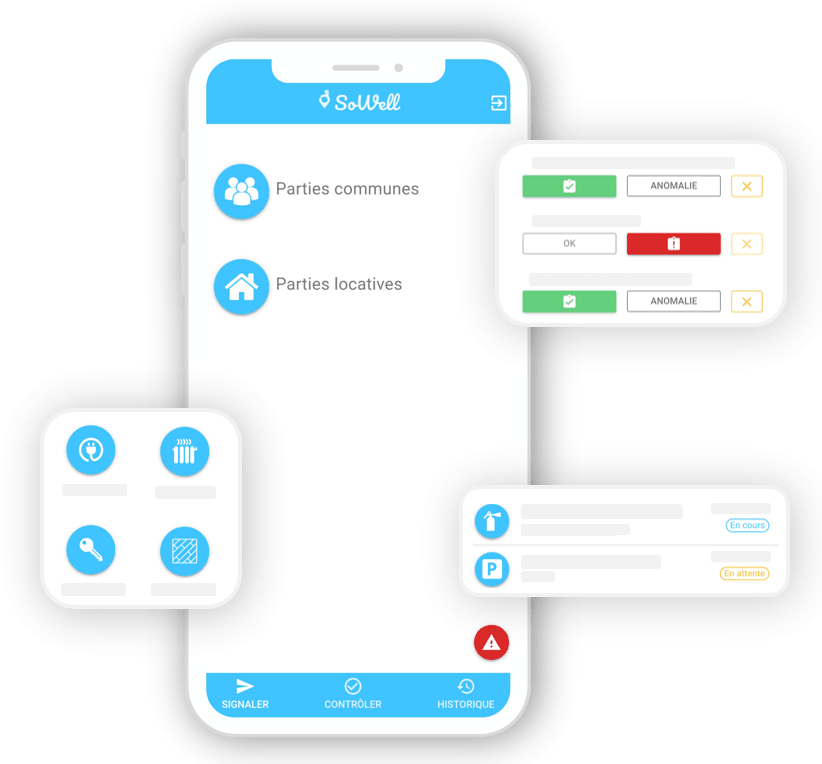 SoWell
Parties communes
Parties locatives
ANOMALIE
OK
ANOMALIE
En cours
P
En attente
SIGNALER
CONTRÔLER
HISTORIQUE